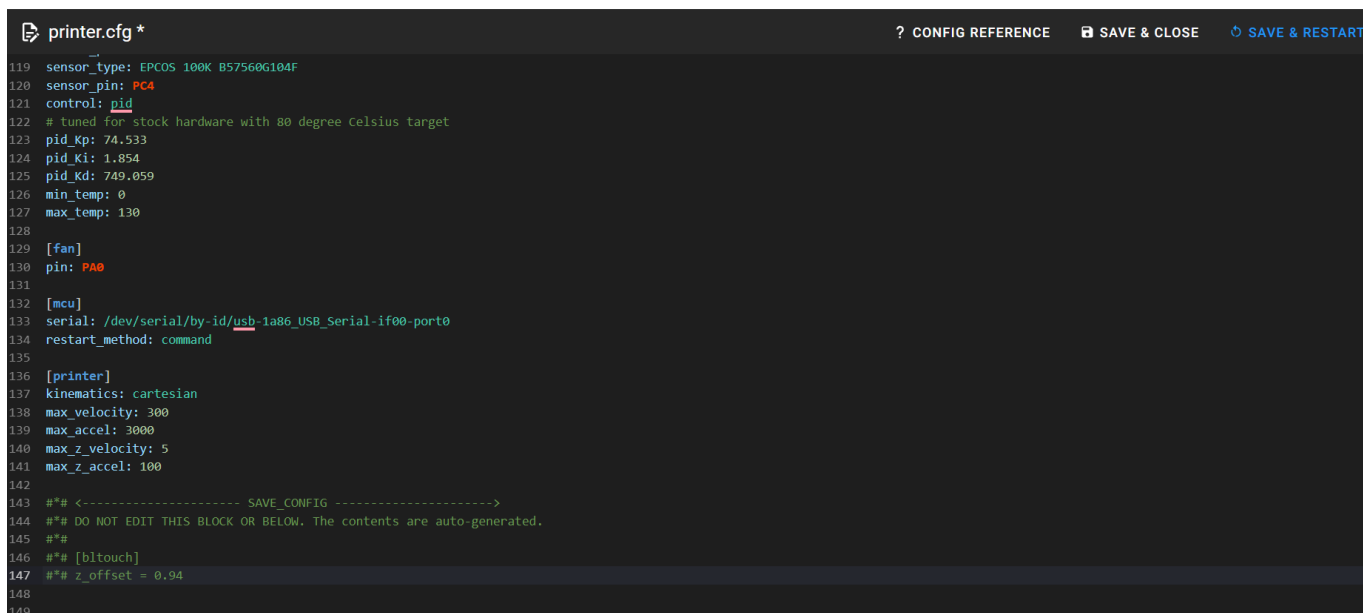 printer.cfg *
? CONFIG REFERENCE
SAVE & CLOSE
SAVE & RESTART
119 sensor_type: EPCOS 100K B57560G104F
120 sensor_pin: PC4
121 control: pid
122 # tuned for stock hardware with 80 degree Celsius target
123 pid_Kp: 74.533
124 pid_Ki: 1.854
125 pid_Kd: 749.059
126 min_temp: 0
127 max_temp: 130
128
129 [fan]
130 pin: PA0
131
132 [mcu]
133 serial: /dev/serial/by-id/usb-1a86_USB_Serial-if00-port0
134 restart_method: command
135
136 [printer]
137 kinematics: cartesian
138 max_velocity: 300
139 max_accel: 3000
140 max_z_velocity: 5
141 max_z_accel: 100
142
143 #*# <---------------------- SAVE_CONFIG ---------------------->
144 #*# DO NOT EDIT THIS BLOCK OR BELOW. The contents are auto-generated.
145 #*#
146 #*# [bltouch]
147 #*# z_offset = 0.94
148
149